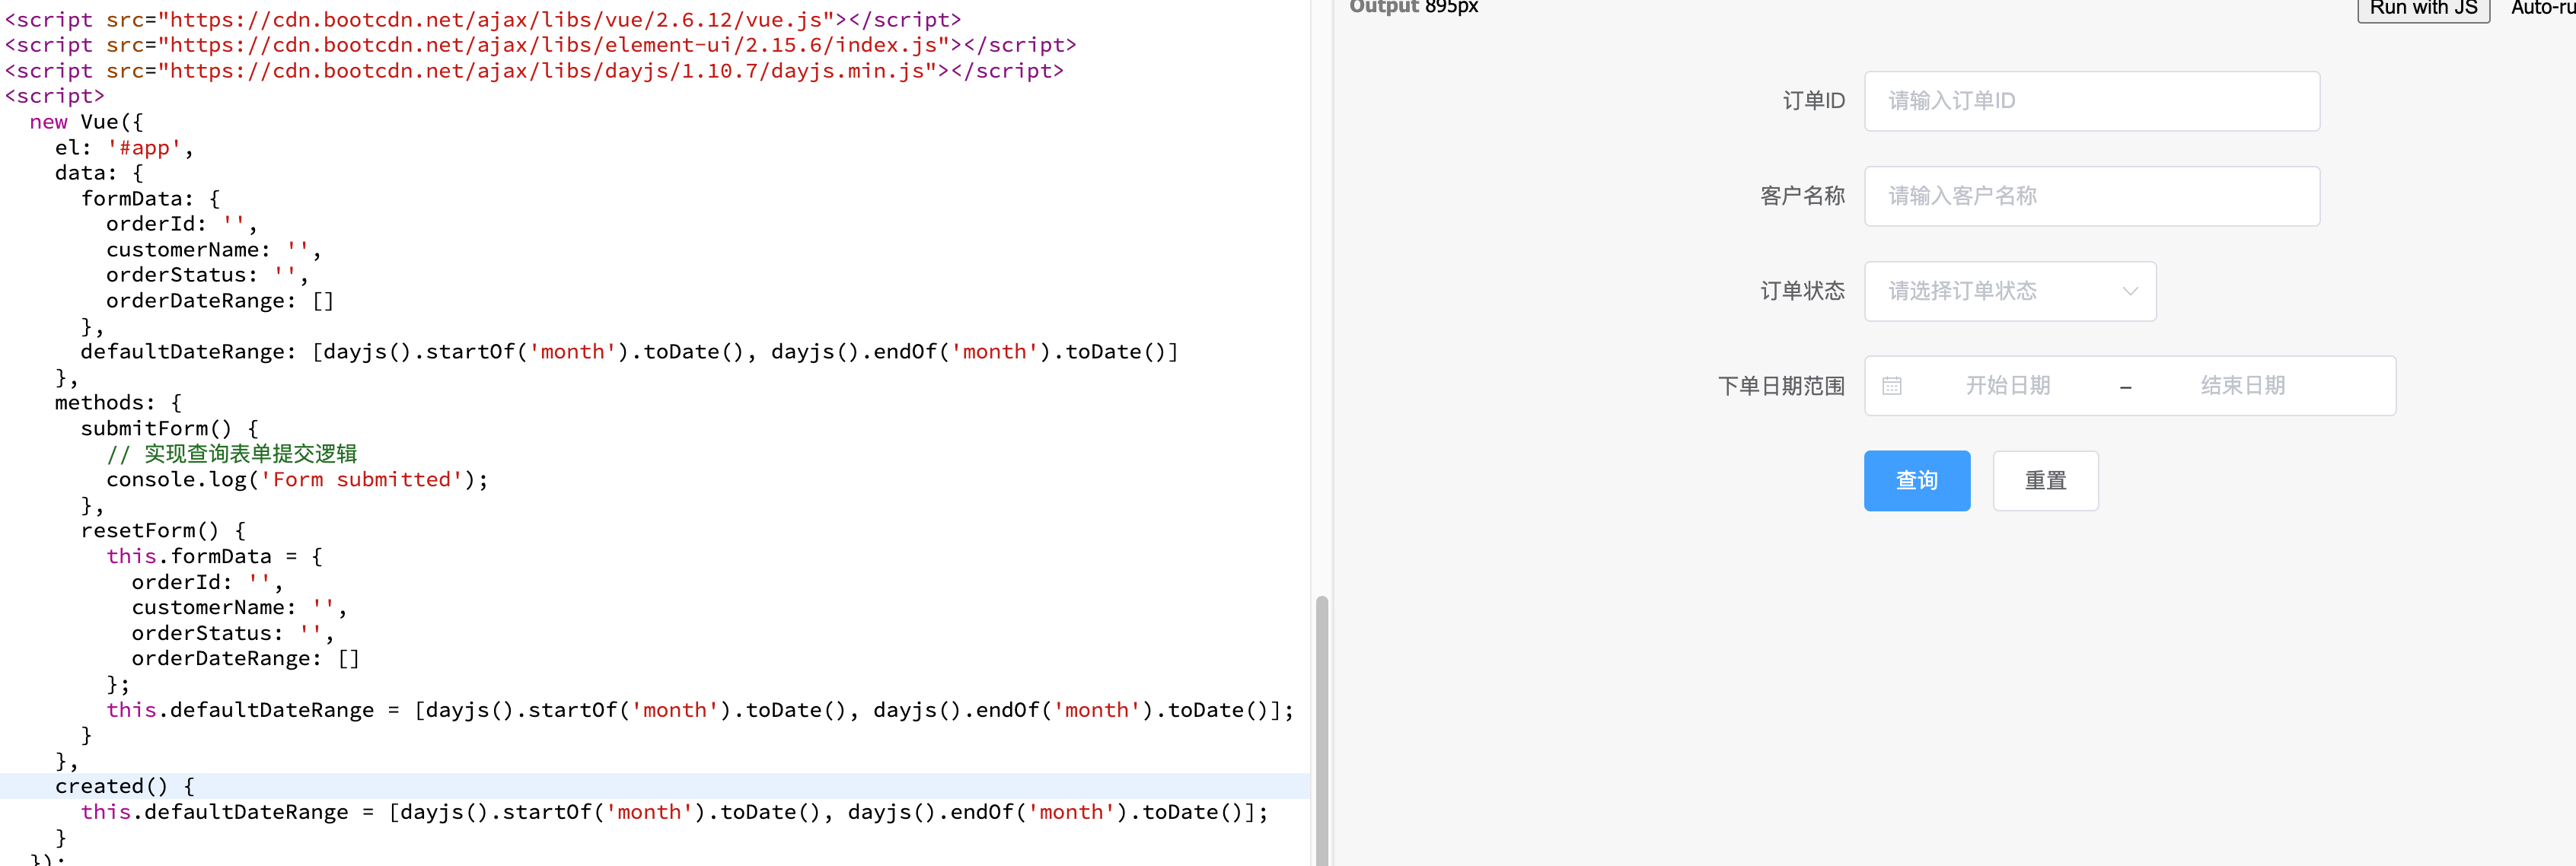 <script src="https://cdn.bootcdn.net/ajax/libs/vue/2.6.12/vue.js"></script>
<script src="https://cdn.bootcdn.net/ajax/libs/element-ui/2.15.6/index.js"></script>
<script src="https://cdn.bootcdn.net/ajax/libs/dayjs/1.10.7/dayjs.min.js"></script>
<script>
  new Vue({
    el: '#app',
    data: {
      formData: {
        orderId: '',
        customerName: '',
        orderStatus: '',
        orderDateRange: []
      },
      defaultDateRange: [dayjs().startOf('month').toDate(), dayjs().endOf('month').toDate()]
    },
    methods: {
      submitForm() {
        // 实现查询表单提交逻辑
        console.log('Form submitted');
      },
      resetForm() {
        this.formData = {
          orderId: '',
          customerName: '',
          orderStatus: '',
          orderDateRange: []
        };
        this.defaultDateRange = [dayjs().startOf('month').toDate(), dayjs().endOf('month').toDate()];
      }
    },
    created() {
      this.defaultDateRange = [dayjs().startOf('month').toDate(), dayjs().endOf('month').toDate()];
    }
  });
Output 895px
Run with JS
Auto-ru
订单ID 请输入订单ID
客户名称 请输入客户名称
订单状态 请选择订单状态
下单日期范围 开始日期 – 结束日期
查询 重置